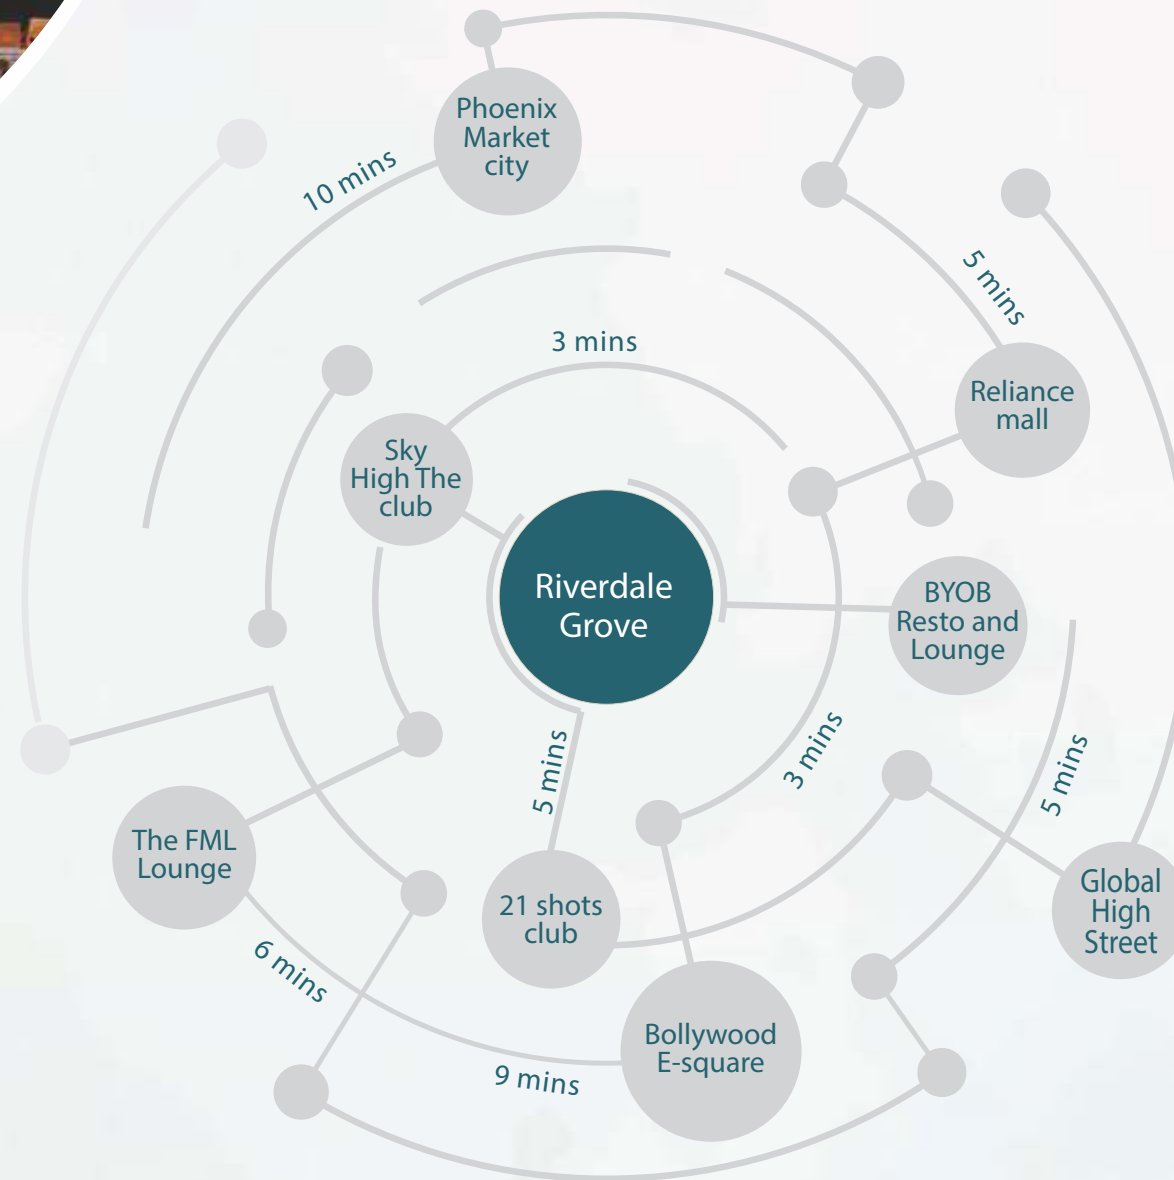 Phoenix
Market
city
10 mins
5 mins
3 mins
Reliance
mall
Sky
High The
club
Riverdale
Grove
BYOB
Resto and
Lounge
3 mins
5 mins
5 mins
The FML
Lounge
21 shots
club
Global
High
Street
6 mins
Bollywood
E-square
9 mins